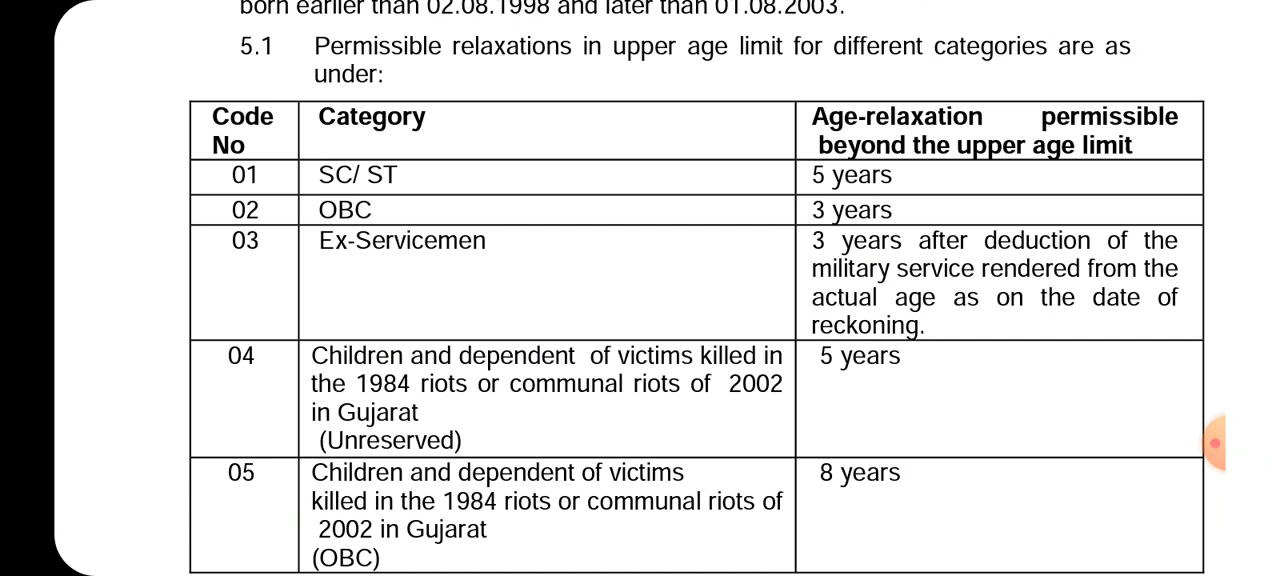 born earlier than 02.08.1998 and later than 01.08.2003.
5.1 Permissible relaxations in upper age limit for different categories are as
under:
Code No Category Age-relaxation permissible beyond the upper age limit
01 SC/ ST 5 years
02 OBC 3 years
03 Ex-Servicemen 3 years after deduction of the
military service rendered from the
actual age as on the date of
reckoning.
04 Children and dependent of victims killed in 5 years
the 1984 riots or communal riots of 2002
in Gujarat
(Unreserved)
05 Children and dependent of victims 8 years
killed in the 1984 riots or communal riots of
2002 in Gujarat
(OBC)